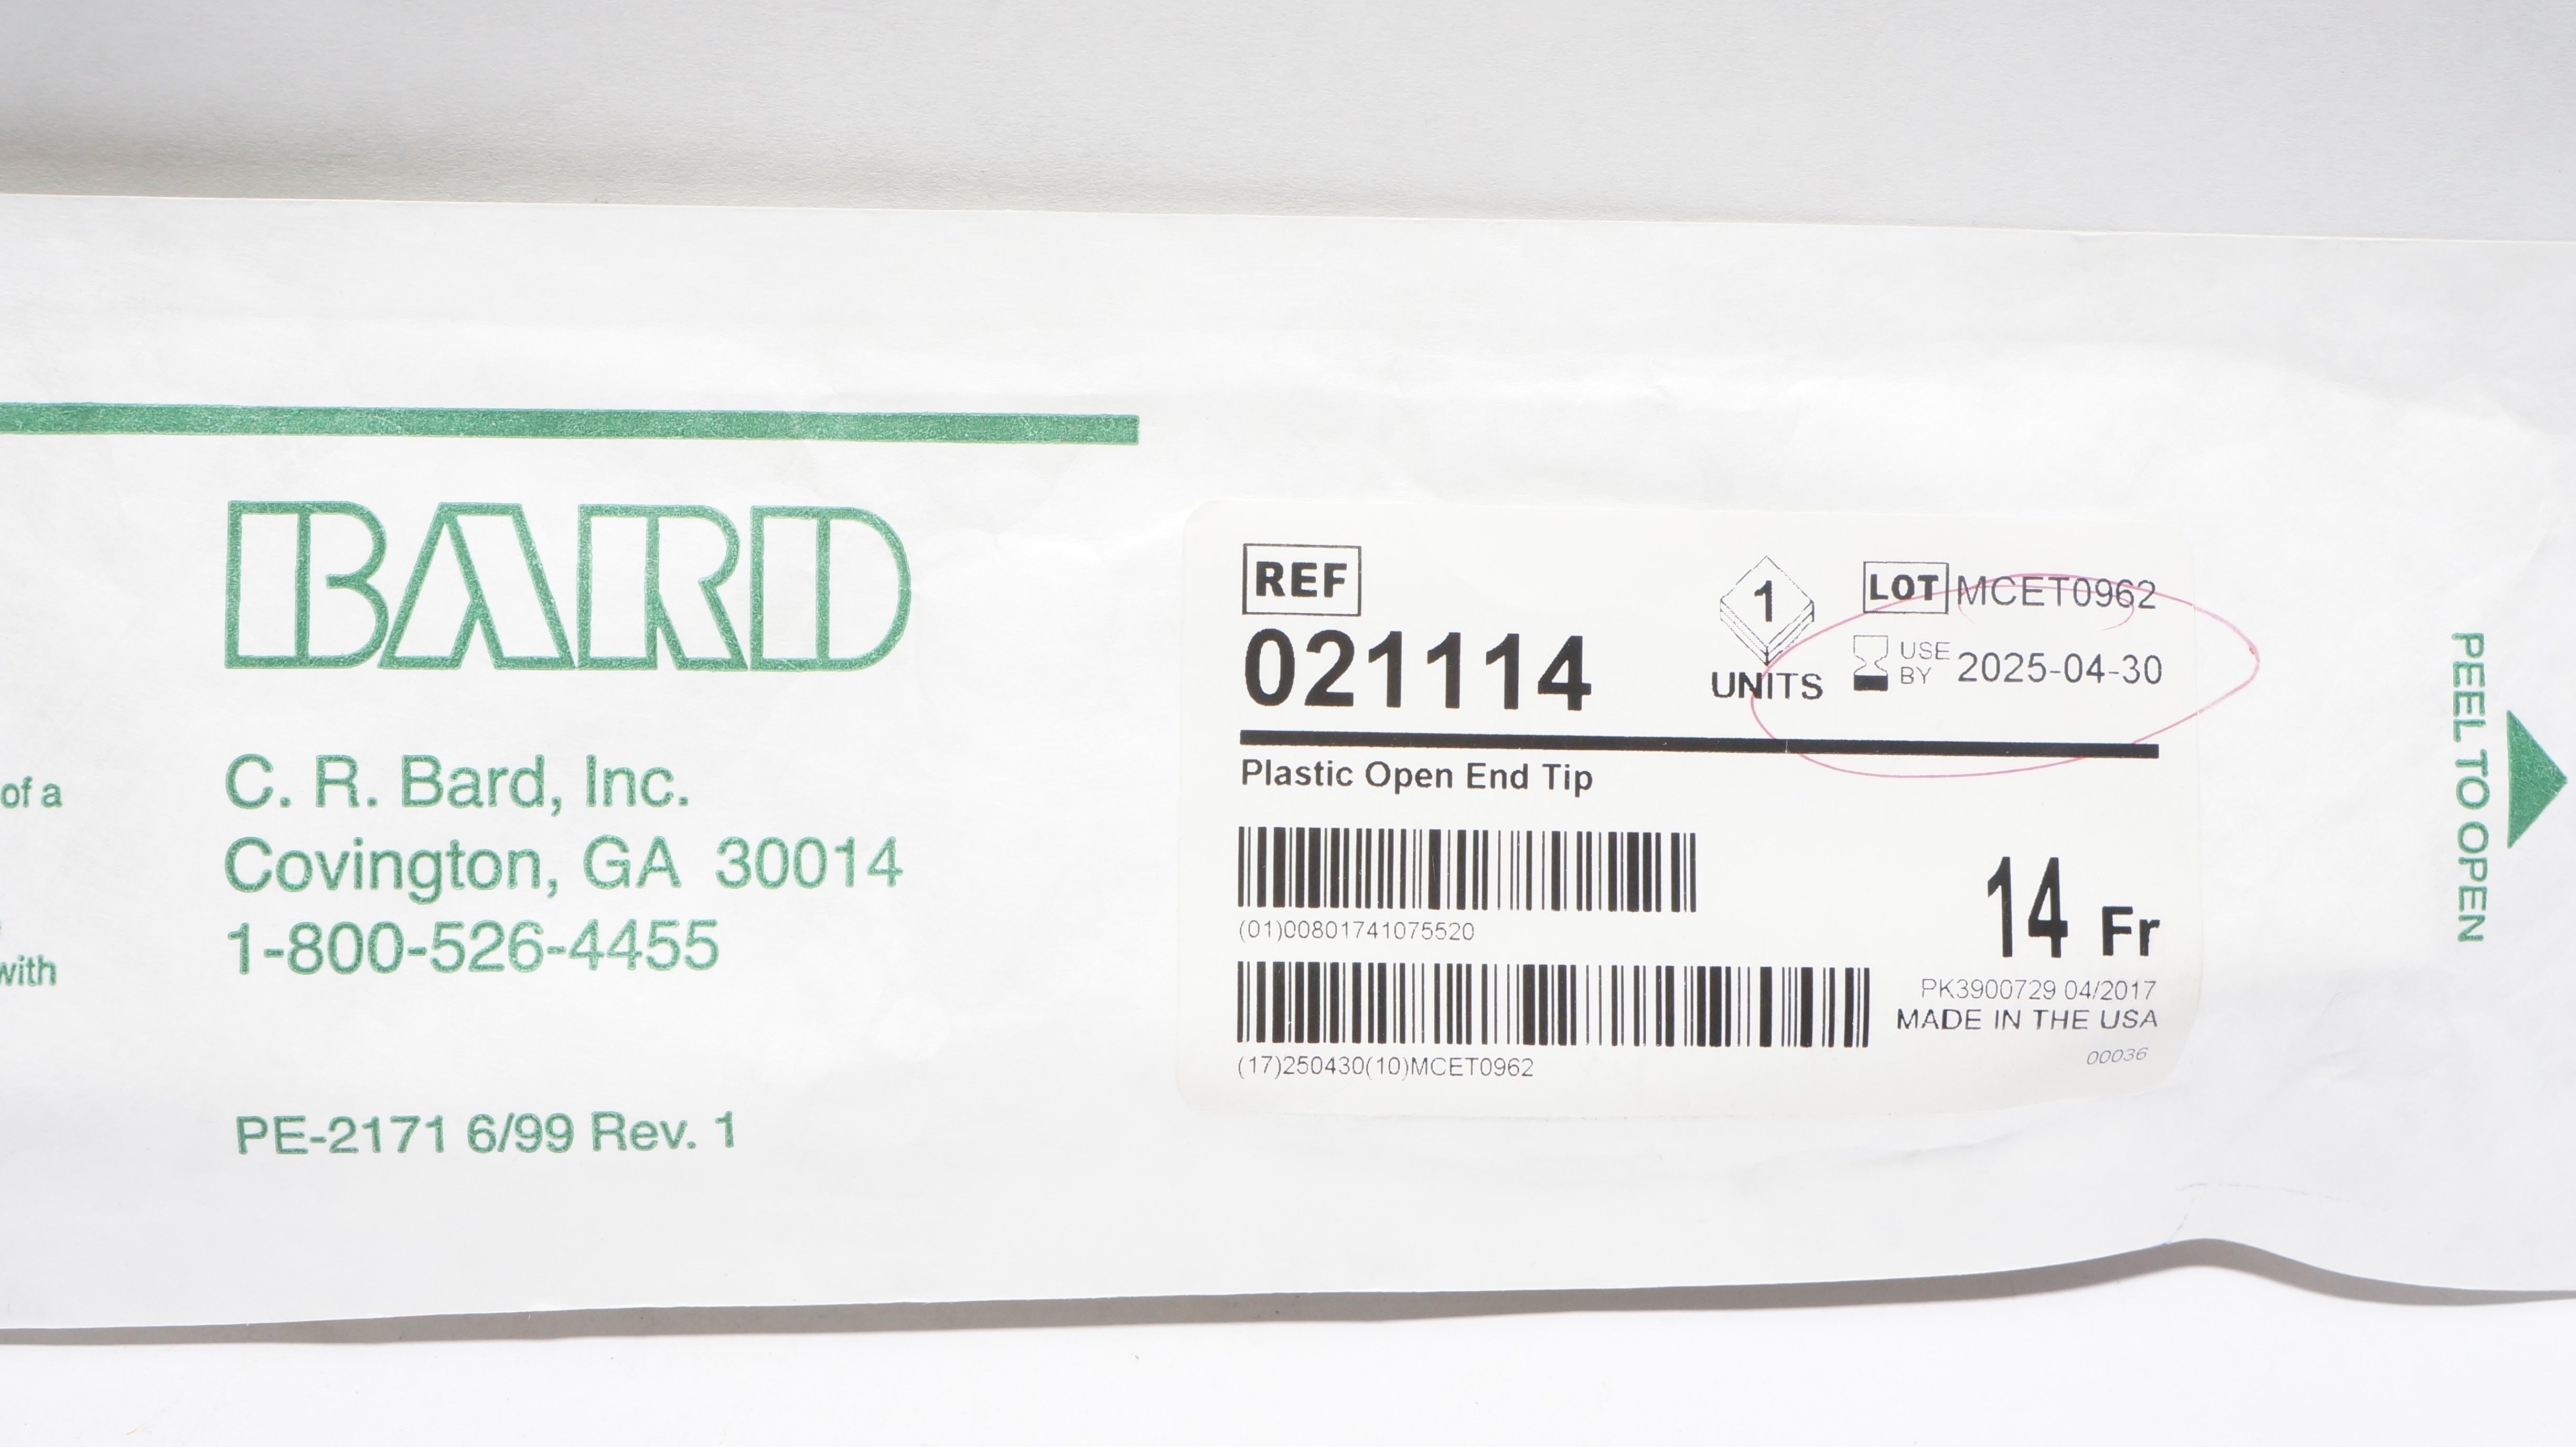 of a
with
BARD
C. R. Bard, Inc.
Covington, GA 30014
1-800-526-4455
PE-2171 6/99 Rev. 1
REF
021114
1
UNITS
LOT MCET0962
USE BY 2025-04-30
Plastic Open End Tip
(01)00801741075520
14 Fr
(17)250430(10)MCET0962
PK3900729 04/2017
MADE IN THE USA
00036
PEEL TO OPEN